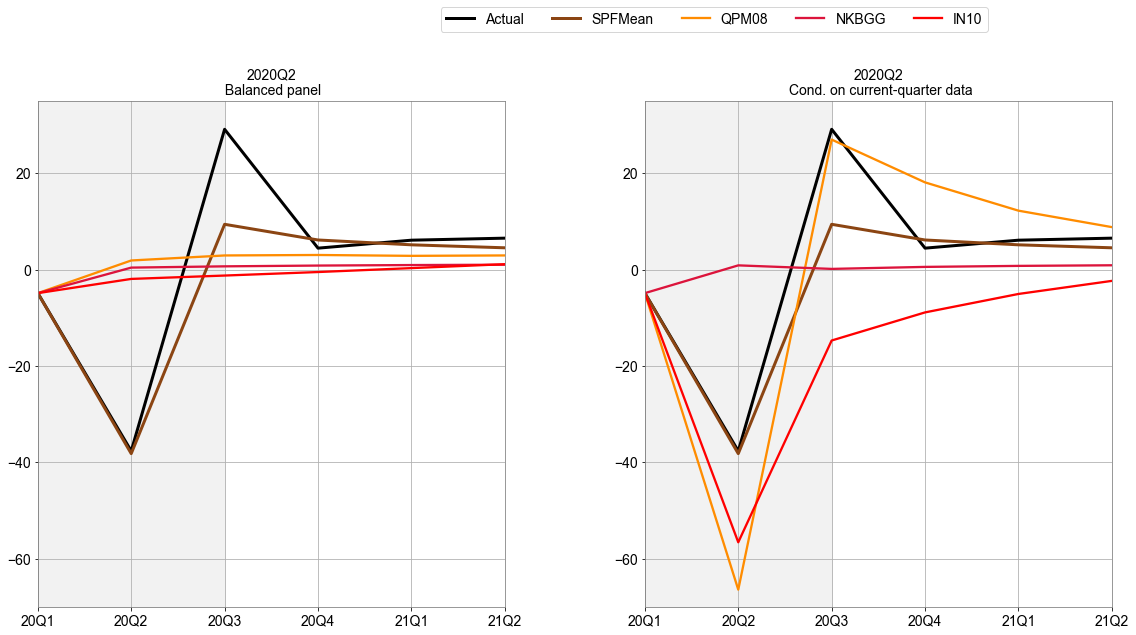 Actual SPFMean QPM08 NKBGG IN10
2020Q2
Balanced panel
20
0
−20
−40
−60
20Q1 20Q2 20Q3 20Q4 21Q1 21Q2
2020Q2
Cond. on current-quarter data
20
0
−20
−40
−60
20Q1 20Q2 20Q3 20Q4 21Q1 21Q2